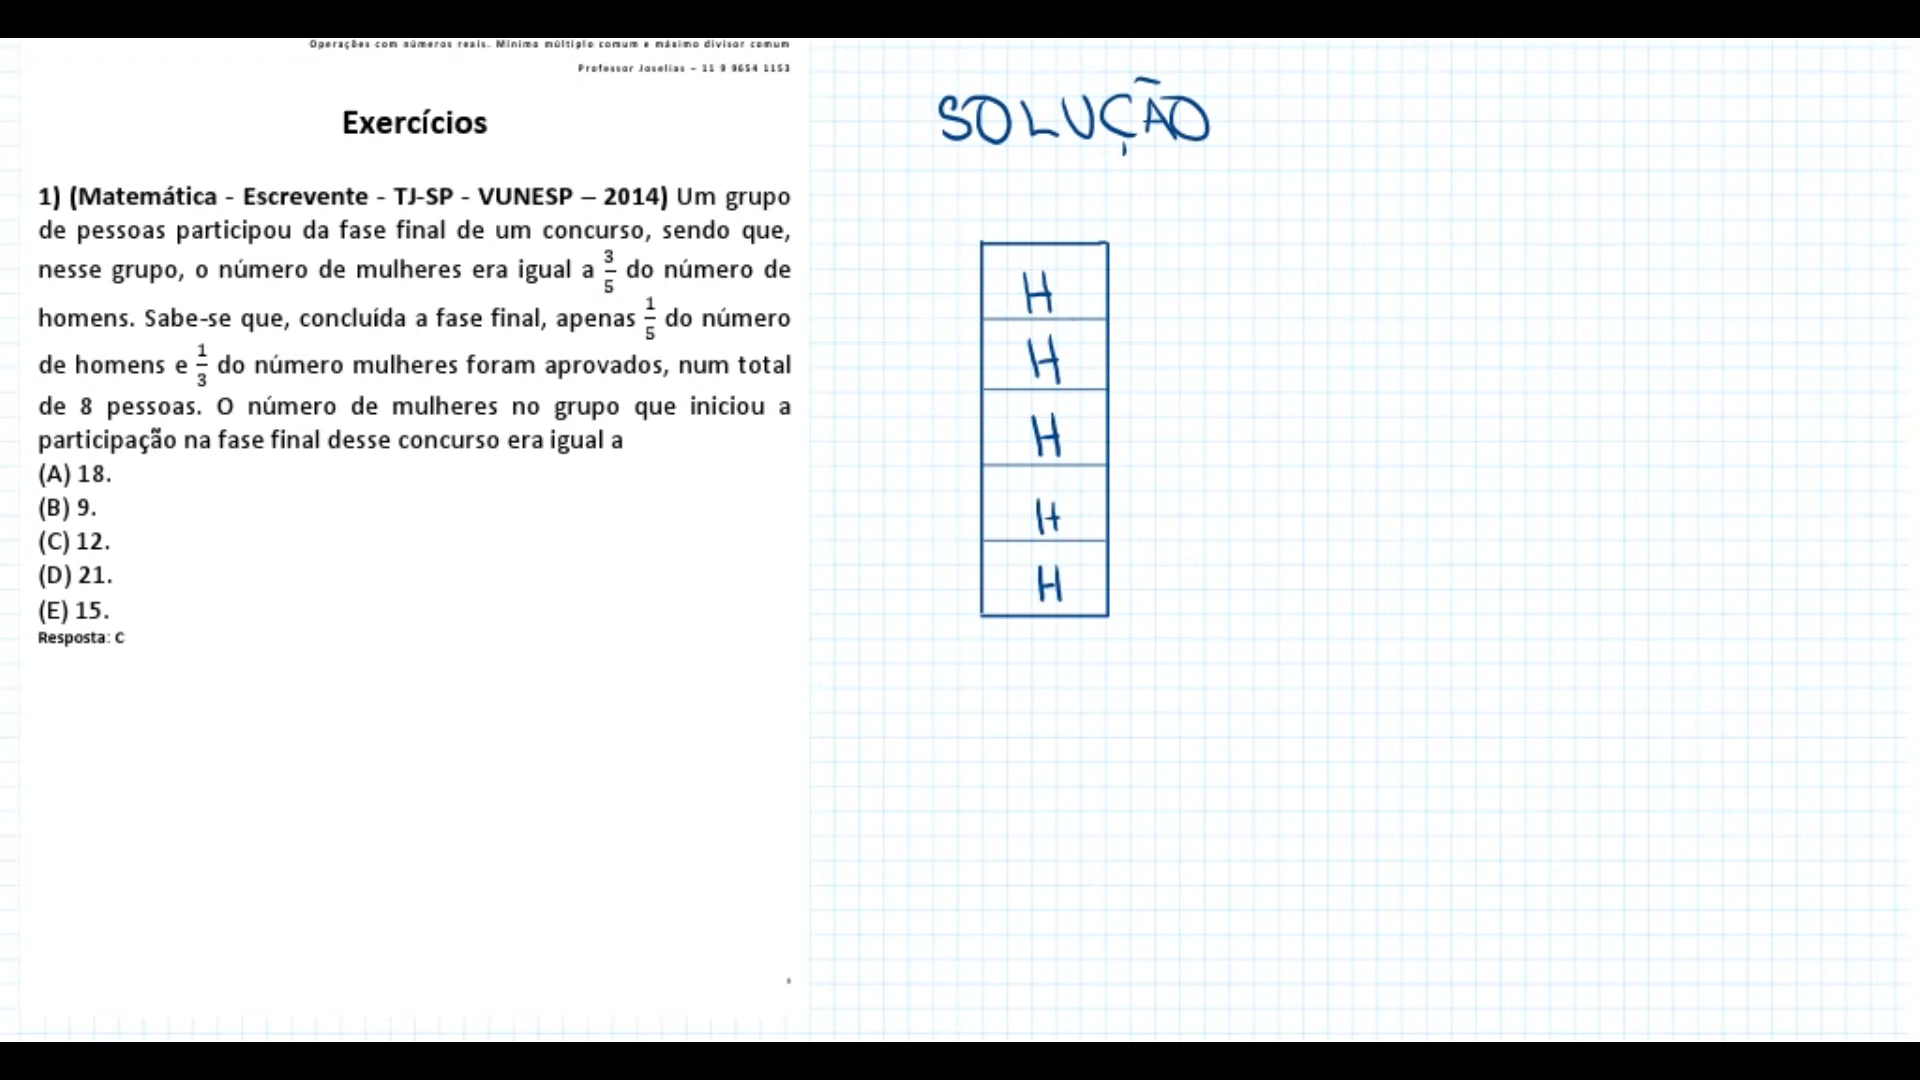 Operações com números reais. Mínimo múltiplo comum e máximo divisor comum
Professor Joselias – 11 9 9654 1153
Exercícios
1) (Matemática - Escrevente - TJ-SP - VUNESP – 2014) Um grupo
de pessoas participou da fase final de um concurso, sendo que,
nesse grupo, o número de mulheres era igual a 3/5 do número de
homens. Sabe-se que, concluída a fase final, apenas 1/5 do número
de homens e 1/3 do número mulheres foram aprovados, num total
de 8 pessoas. O número de mulheres no grupo que iniciou a
participação na fase final desse concurso era igual a
(A) 18.
(B) 9.
(C) 12.
(D) 21.
(E) 15.
Resposta: C
SOLUÇÃO
H
H
H
H
H